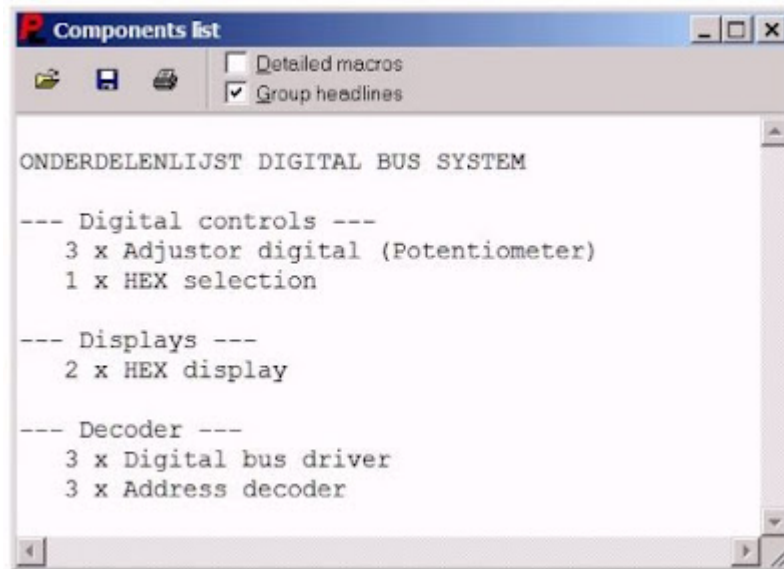 Components list
Detailed macros
Group headlines
ONDERDELENLIJST DIGITAL BUS SYSTEM
--- Digital controls ---
3 x Adjustor digital (Potentiometer)
1 x HEX selection
--- Displays ---
2 x HEX display
--- Decoder ---
3 x Digital bus driver
3 x Address decoder